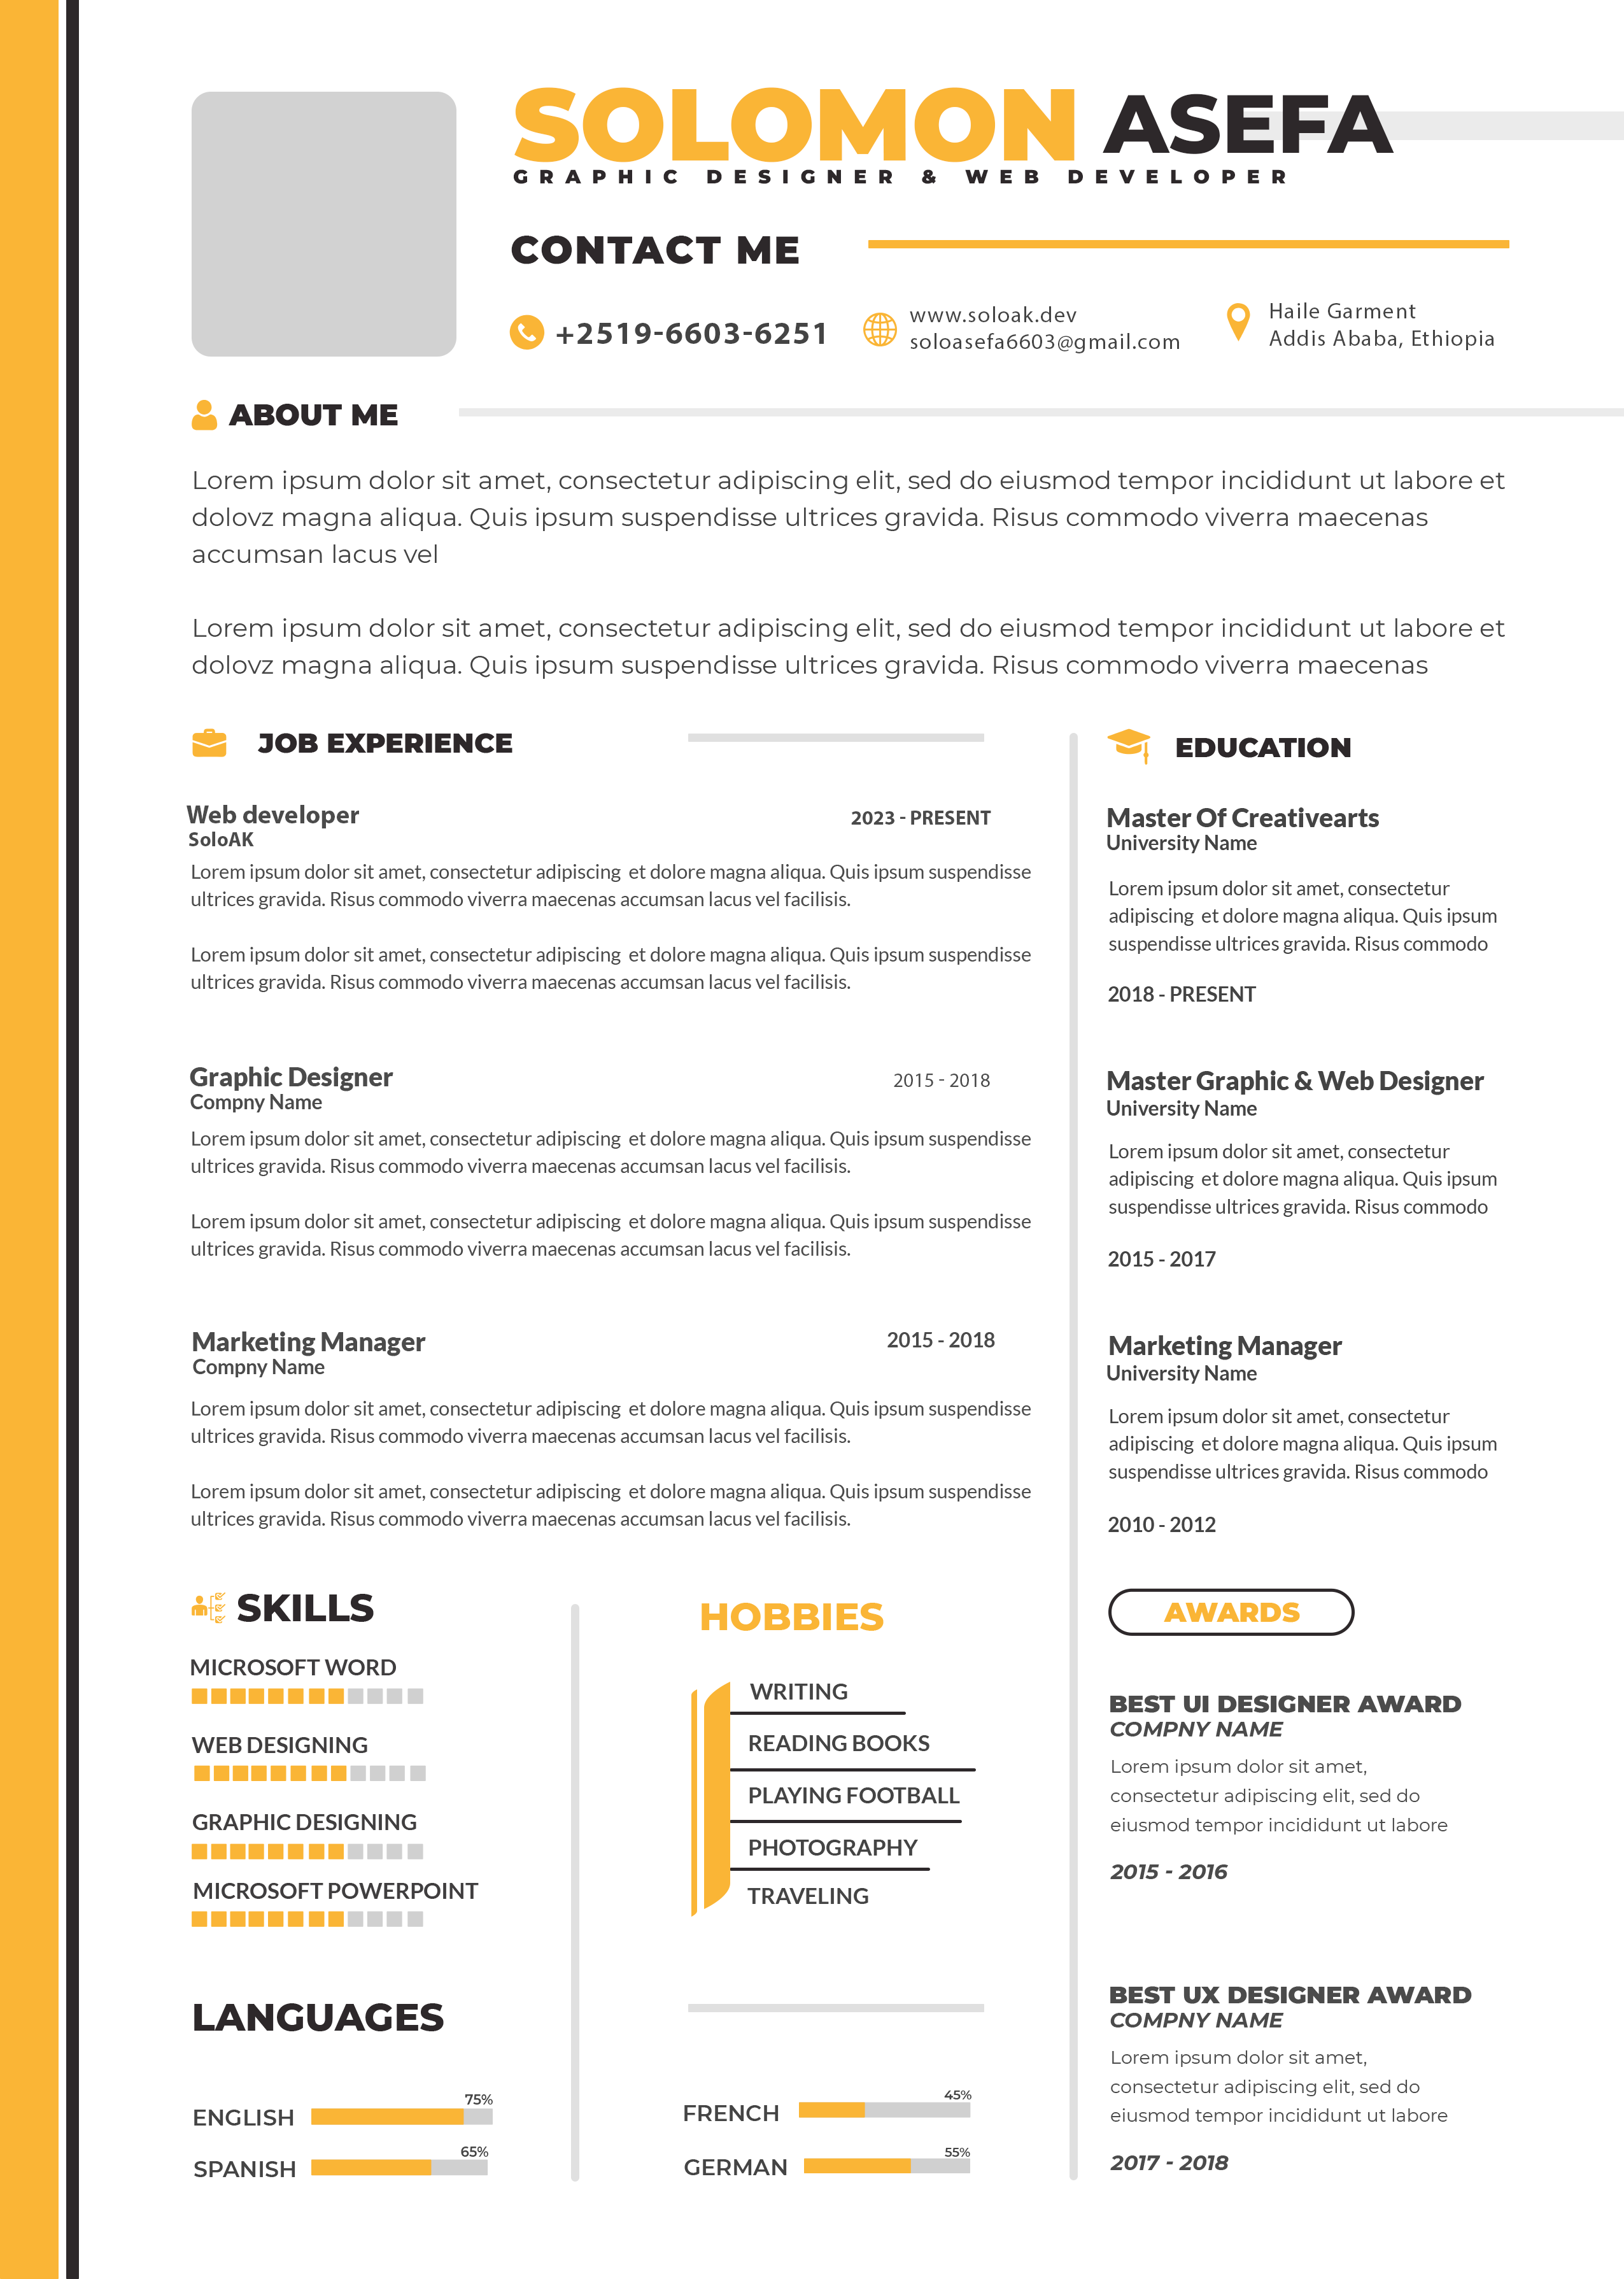 SOLOMON ASEFA
GRAPHIC DESIGNER & WEB DEVELOPER
CONTACT ME
+2519-6603-6251
www.soloak.dev
soloasefa6603@gmail.com
Haile Garment
Addis Ababa, Ethiopia
ABOUT ME
Lorem ipsum dolor sit amet, consectetur adipiscing elit, sed do eiusmod tempor incididunt ut labore et
dolovz magna aliqua. Quis ipsum suspendisse ultrices gravida. Risus commodo viverra maecenas
accumsan lacus vel
Lorem ipsum dolor sit amet, consectetur adipiscing elit, sed do eiusmod tempor incididunt ut labore et
dolovz magna aliqua. Quis ipsum suspendisse ultrices gravida. Risus commodo viverra maecenas
JOB EXPERIENCE
Web developer
2023 - PRESENT
SoloAK
Lorem ipsum dolor sit amet, consectetur adipiscing et dolore magna aliqua. Quis ipsum suspendisse
ultrices gravida. Risus commodo viverra maecenas accumsan lacus vel facilisis.
Lorem ipsum dolor sit amet, consectetur adipiscing et dolore magna aliqua. Quis ipsum suspendisse
ultrices gravida. Risus commodo viverra maecenas accumsan lacus vel facilisis.
Graphic Designer
2015 - 2018
Compny Name
Lorem ipsum dolor sit amet, consectetur adipiscing et dolore magna aliqua. Quis ipsum suspendisse
ultrices gravida. Risus commodo viverra maecenas accumsan lacus vel facilisis.
Lorem ipsum dolor sit amet, consectetur adipiscing et dolore magna aliqua. Quis ipsum suspendisse
ultrices gravida. Risus commodo viverra maecenas accumsan lacus vel facilisis.
Marketing Manager
2015 - 2018
Compny Name
Lorem ipsum dolor sit amet, consectetur adipiscing et dolore magna aliqua. Quis ipsum suspendisse
ultrices gravida. Risus commodo viverra maecenas accumsan lacus vel facilisis.
Lorem ipsum dolor sit amet, consectetur adipiscing et dolore magna aliqua. Quis ipsum suspendisse
ultrices gravida. Risus commodo viverra maecenas accumsan lacus vel facilisis.
EDUCATION
Master Of Creativearts
University Name
Lorem ipsum dolor sit amet, consectetur
adipiscing et dolore magna aliqua. Quis ipsum
suspendisse ultrices gravida. Risus commodo
2018 - PRESENT
Master Graphic & Web Designer
University Name
Lorem ipsum dolor sit amet, consectetur
adipiscing et dolore magna aliqua. Quis ipsum
suspendisse ultrices gravida. Risus commodo
2015 - 2017
Marketing Manager
University Name
Lorem ipsum dolor sit amet, consectetur
adipiscing et dolore magna aliqua. Quis ipsum
suspendisse ultrices gravida. Risus commodo
2010 - 2012
SKILLS
MICROSOFT WORD
WEB DESIGNING
GRAPHIC DESIGNING
MICROSOFT POWERPOINT
HOBBIES
WRITING
READING BOOKS
PLAYING FOOTBALL
PHOTOGRAPHY
TRAVELING
LANGUAGES
75%
ENGLISH
65%
SPANISH
45%
FRENCH
55%
GERMAN
AWARDS
BEST UI DESIGNER AWARD
COMPNY NAME
Lorem ipsum dolor sit amet,
consectetur adipiscing elit, sed do
eiusmod tempor incididunt ut labore
2015 - 2016
BEST UX DESIGNER AWARD
COMPNY NAME
Lorem ipsum dolor sit amet,
consectetur adipiscing elit, sed do
eiusmod tempor incididunt ut labore
2017 - 2018